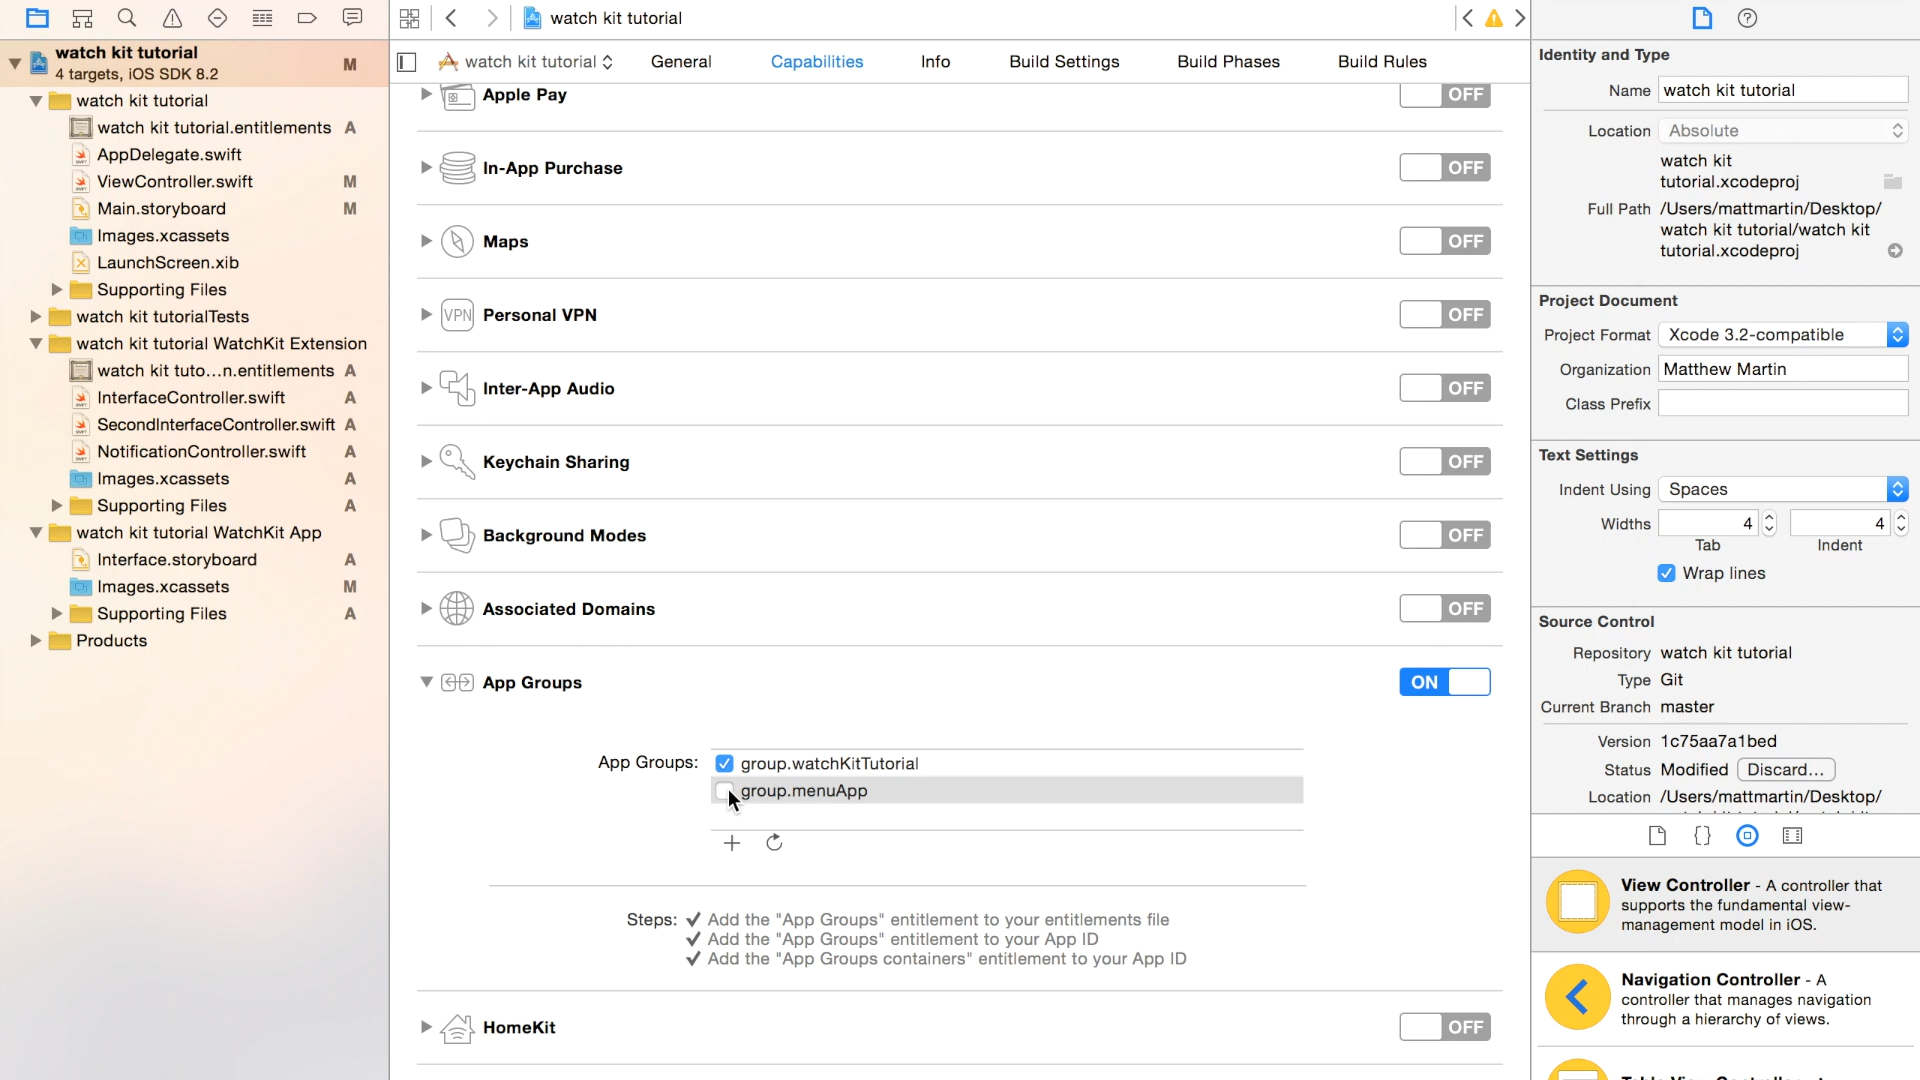 watch kit tutorial
4 targets, iOS SDK 8.2
M
watch kit tutorial
watch kit tutorial.entitlements A
AppDelegate.swift
ViewController.swift M
Main.storyboard M
Images.xcassets
LaunchScreen.xib
Supporting Files
watch kit tutorialTests
watch kit tutorial WatchKit Extension
watch kit tuto...n.entitlements A
InterfaceController.swift A
SecondInterfaceController.swift A
NotificationController.swift A
Images.xcassets A
Supporting Files A
watch kit tutorial WatchKit App
Interface.storyboard A
Images.xcassets M
Supporting Files A
Products
watch kit tutorial
watch kit tutorial General Capabilities Info Build Settings Build Phases Build Rules
Apple Pay OFF
In-App Purchase OFF
Maps OFF
VPN Personal VPN OFF
Inter-App Audio OFF
Keychain Sharing OFF
Background Modes OFF
Associated Domains OFF
App Groups ON
App Groups: group.watchKitTutorial
group.menuApp
Steps: ✓ Add the "App Groups" entitlement to your entitlements file
✓ Add the "App Groups" entitlement to your App ID
✓ Add the "App Groups containers" entitlement to your App ID
HomeKit OFF
Identity and Type
Name watch kit tutorial
Location Absolute
watch kit
tutorial.xcodeproj
Full Path /Users/mattmartin/Desktop/
watch kit tutorial/watch kit
tutorial.xcodeproj
Project Document
Project Format Xcode 3.2-compatible
Organization Matthew Martin
Class Prefix
Text Settings
Indent Using Spaces
Widths 4 4
Tab Indent
Wrap lines
Source Control
Repository watch kit tutorial
Type Git
Current Branch master
Version 1c75aa7a1bed
Status Modified Discard...
Location /Users/mattmartin/Desktop/
View Controller - A controller that
supports the fundamental view-
management model in iOS.
Navigation Controller - A
controller that manages navigation
through a hierarchy of views.